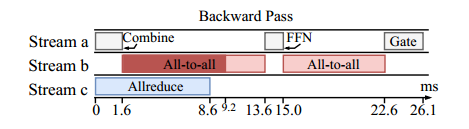 Backward Pass
Stream a Combine FFN Gate
Stream b All-to-all All-to-all
Stream c Allreduce ms
0 1.6 8.6 9.2 13.6 15.0 22.6 26.1